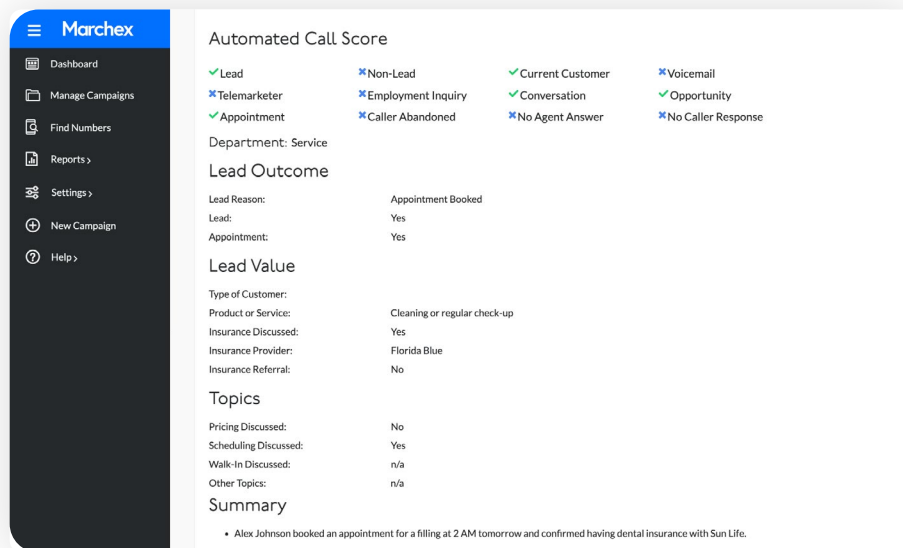 Marchex
Dashboard
Manage Campaigns
Find Numbers
Reports
Settings
New Campaign
Help
Automated Call Score
Lead Non-Lead Current Customer Voicemail
Telemarketer Employment Inquiry Conversation Opportunity
Appointment Caller Abandoned No Agent Answer No Caller Response
Department: Service
Lead Outcome
Lead Reason: Appointment Booked
Lead: Yes
Appointment: Yes
Lead Value
Type of Customer:
Product or Service: Cleaning or regular check-up
Insurance Discussed: Yes
Insurance Provider: Florida Blue
Insurance Referral: No
Topics
Pricing Discussed: No
Scheduling Discussed: Yes
Walk-In Discussed: n/a
Other Topics: n/a
Summary
• Alex Johnson booked an appointment for a filling at 2 AM tomorrow and confirmed having dental insurance with Sun Life.